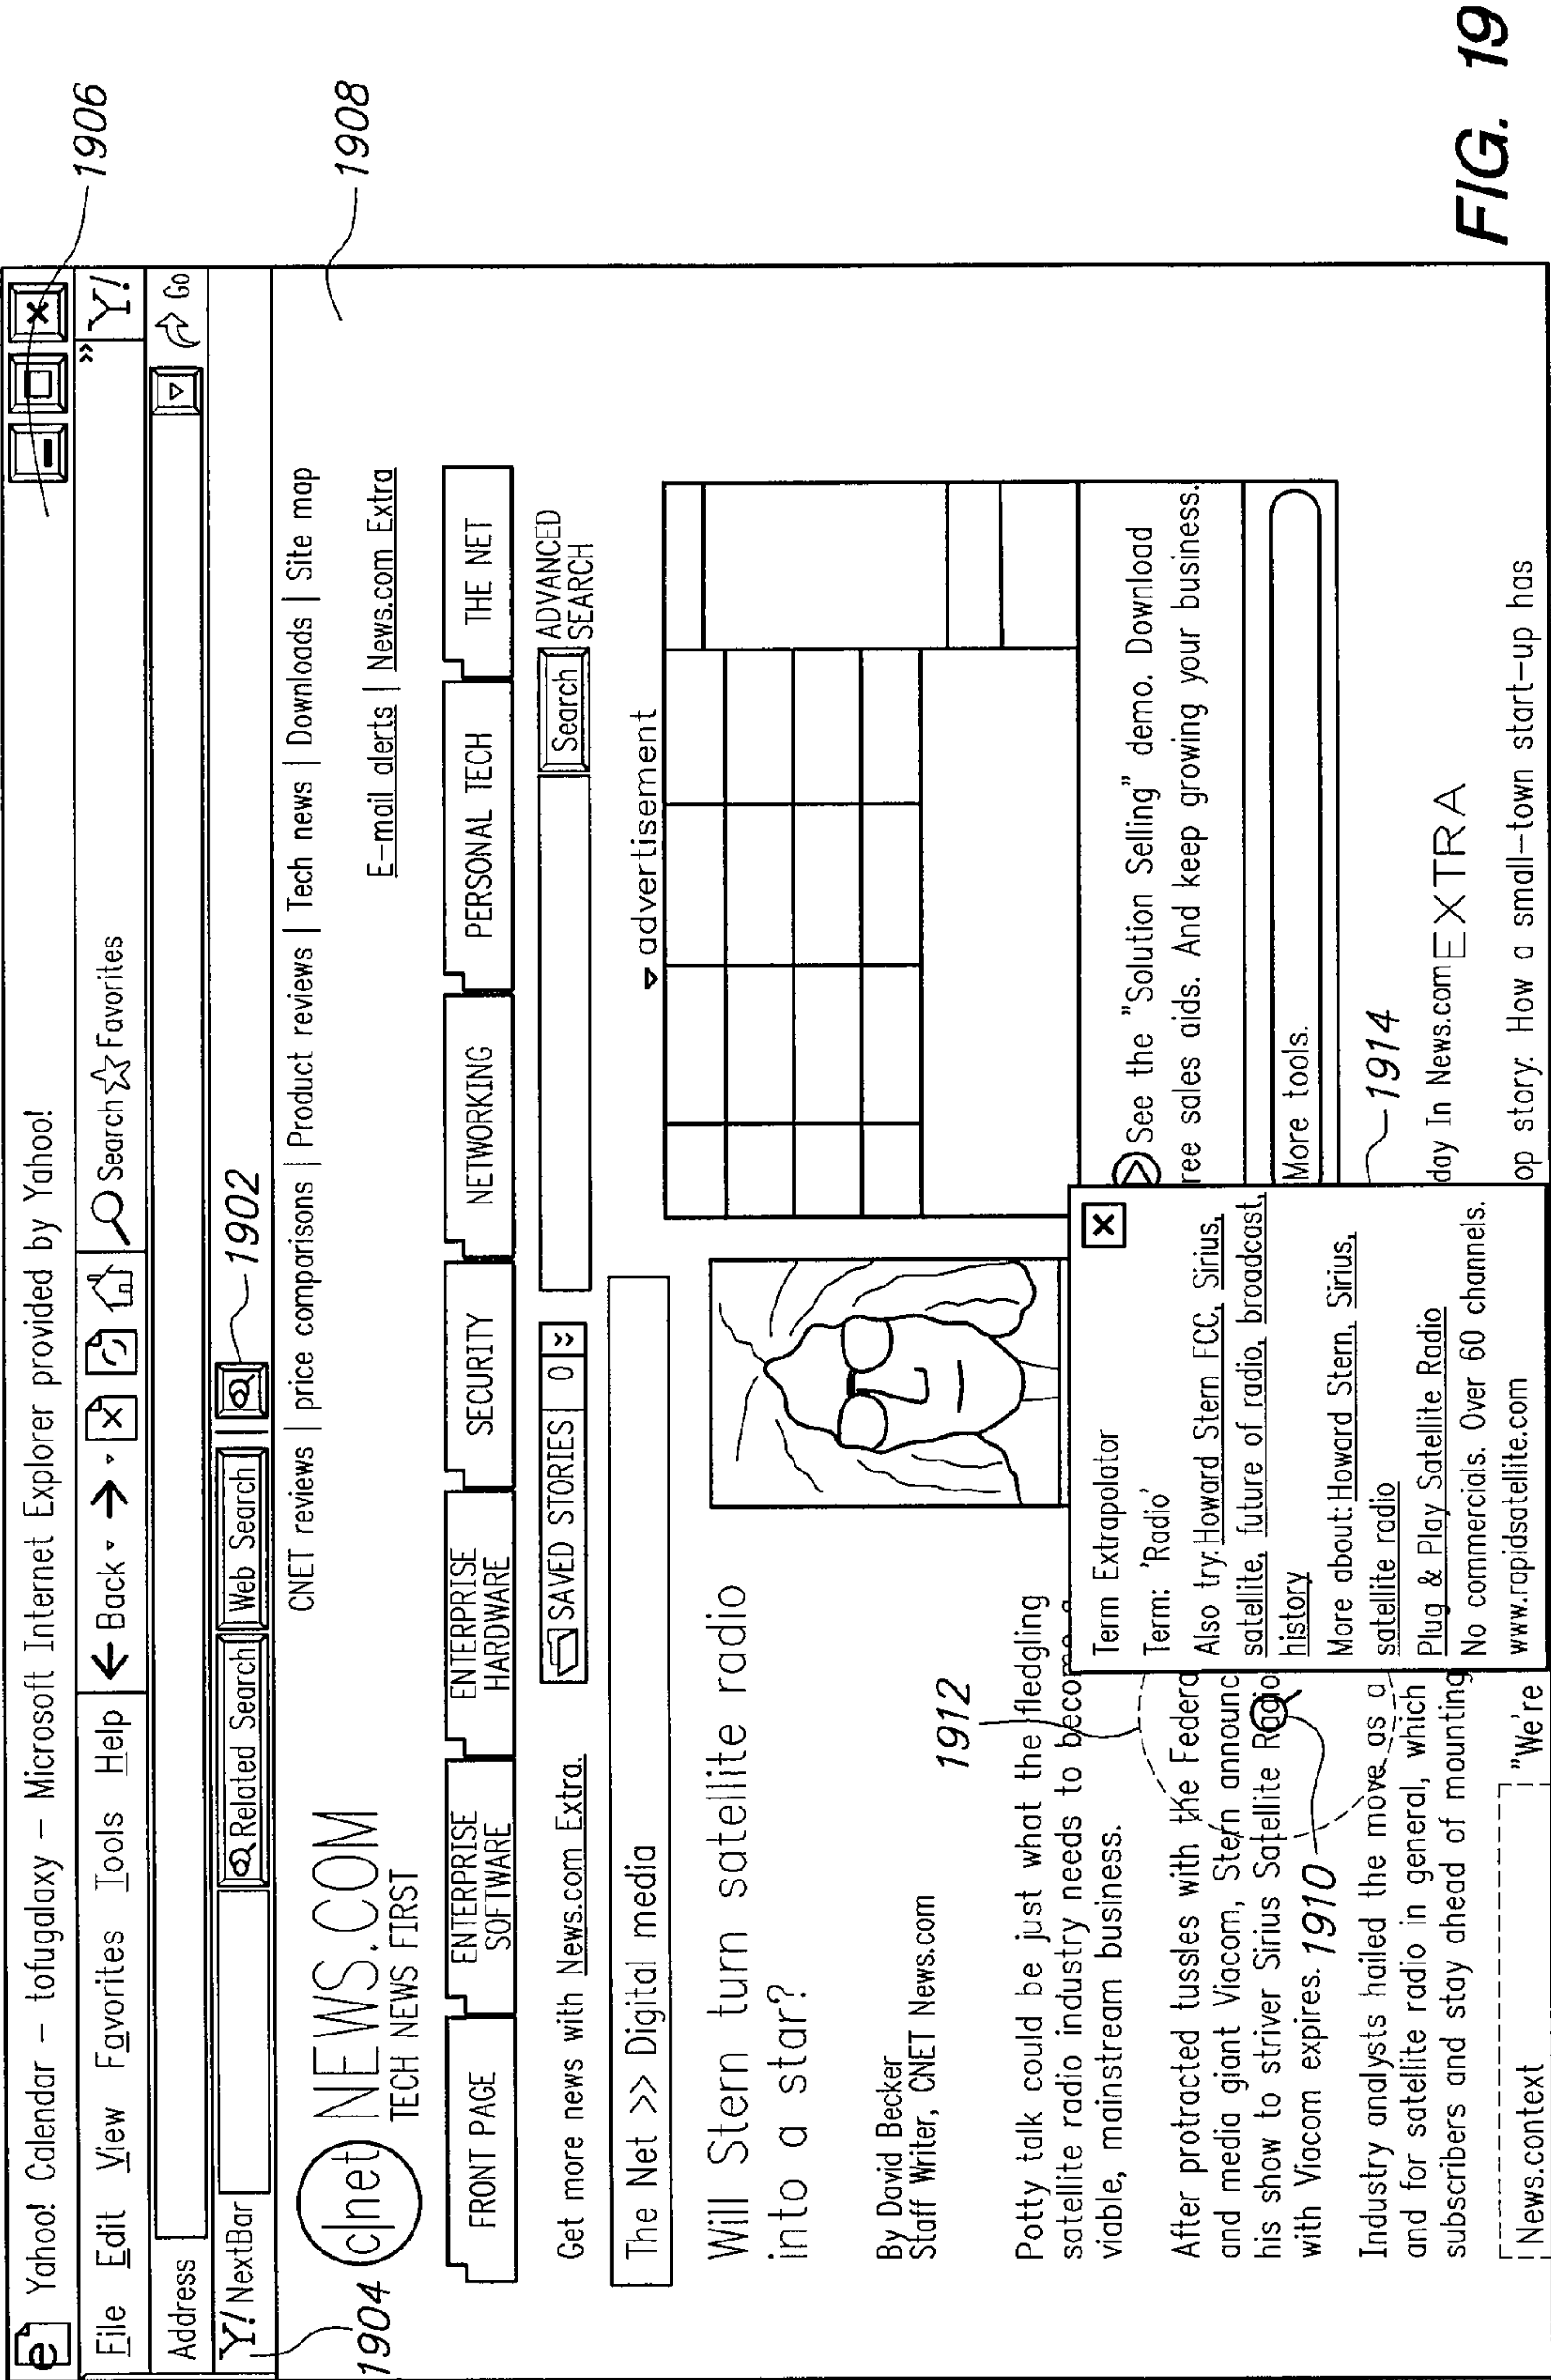 Yahoo! Calendar – tofugalaxy – Microsoft Internet Explorer provided by Yahoo!
1906
File Edit View Favorites Tools Help Back Search Favorites » Y!
Address Go
Y! NextBar Related Search Web Search
1902
1904
CNET reviews | price comparisons | Product reviews | Tech news | Downloads | Site map
1908
c|net NEWS.COM
TECH NEWS FIRST
E–mail alerts | News.com Extra
FRONT PAGE
ENTERPRISE
SOFTWARE
ENTERPRISE
HARDWARE
SECURITY
NETWORKING
PERSONAL TECH
THE NET
Get more news with News.com Extra.
SAVED STORIES 0
Search
ADVANCED
SEARCH
The Net >> Digital media
advertisement
Will Stern turn satellite radio
into a star?
By David Becker
Staff Writer, CNET News.com
1912
Potty talk could be just what the fledgling
satellite radio industry needs to become a
viable, mainstream business.
After protracted tussles with the Federa
and media giant Viacom, Stern announc
his show to striver Sirius Satellite Radio
with Viacom expires.
1910
Industry analysts hailed the move as a
and for satellite radio in general, which
subscribers and stay ahead of mounting
News.context
"We're
Term Extrapolator
X
Term: 'Radio'
Also try: Howard Stern FCC, Sirius,
satellite, future of radio, broadcast,
history
More about: Howard Stern, Sirius,
satellite radio
Plug & Play Satellite Radio
No commercials. Over 60 channels.
www.rapidsatellite.com
See the "Solution Selling" demo. Download
ree sales aids. And keep growing your business.
More tools.
1914
day In News.com EXTRA
op story: How a small–town start–up has
FIG. 19